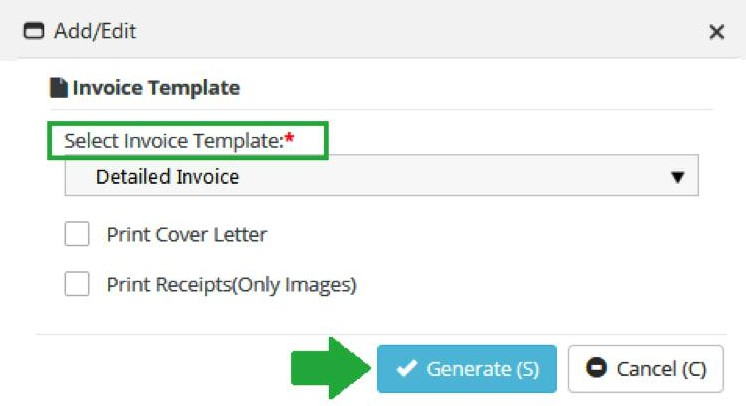 Add/Edit
Invoice Template
Select Invoice Template:*
Detailed Invoice
Print Cover Letter
Print Receipts(Only Images)
Generate (S)
Cancel (C)